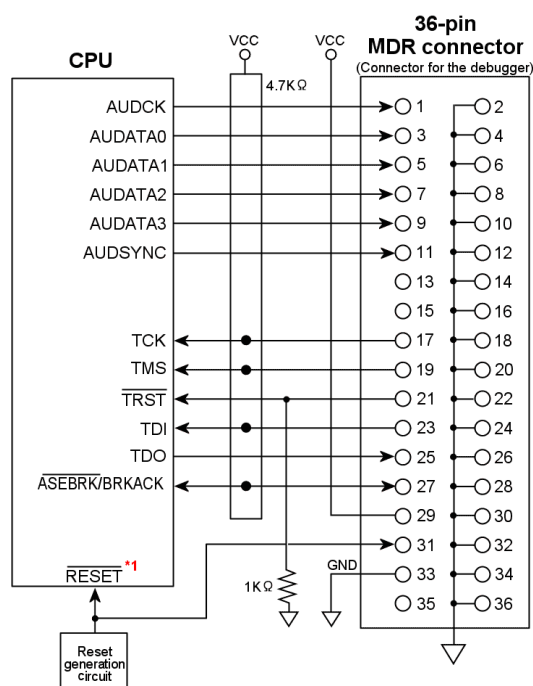 36-pin
MDR connector
(Connector for the debugger)
CPU
VCC
VCC
4.7KΩ
AUDCK
1
2
AUDATA0
3
4
AUDATA1
5
6
AUDATA2
7
8
AUDATA3
9
10
AUDSYNC
11
12
13
14
15
16
TCK
17
18
TMS
19
20
TRST
21
22
TDI
23
24
TDO
25
26
ASEBRK/BRKACK
27
28
29
30
31
32
GND
33
34
RESET *1
1KΩ
35
36
Reset
generation
circuit